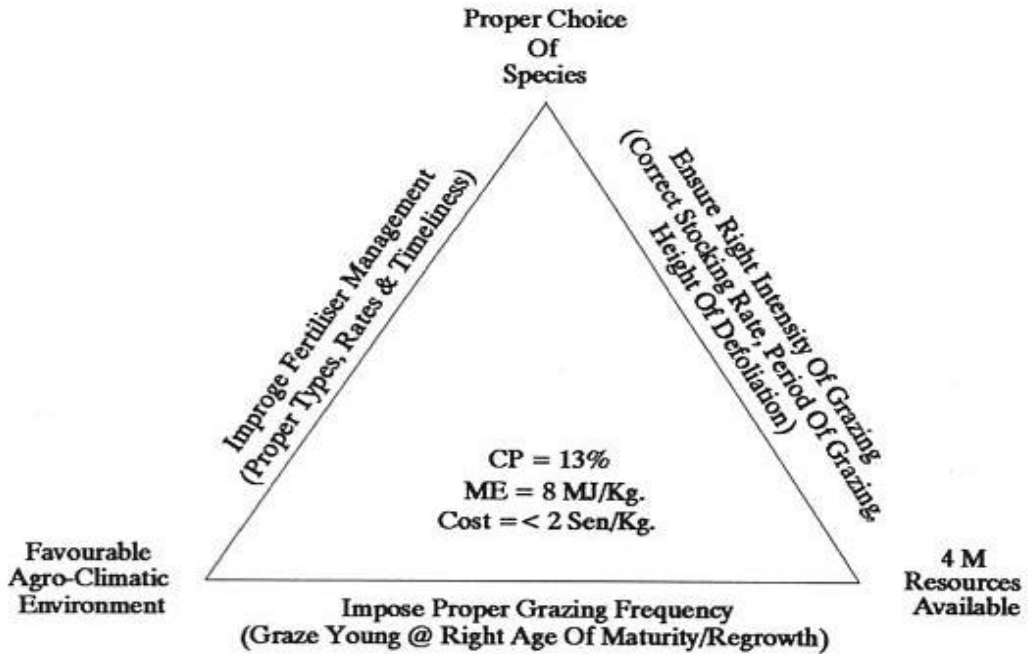 Proper Choice
Of
Species
Improge Fertiliser Management
(Proper Types, Rates & Timeliness)
Ensure Right Intensity Of Grazing
(Correct Stocking Rate, Period Of Grazing,
Height Of Defoliation)
CP = 13%
ME = 8 MJ/Kg.
Cost = < 2 Sen/Kg.
Favourable
Agro-Climatic
Environment
4 M
Resources
Available
Impose Proper Grazing Frequency
(Graze Young @ Right Age Of Maturity/Regrowth)